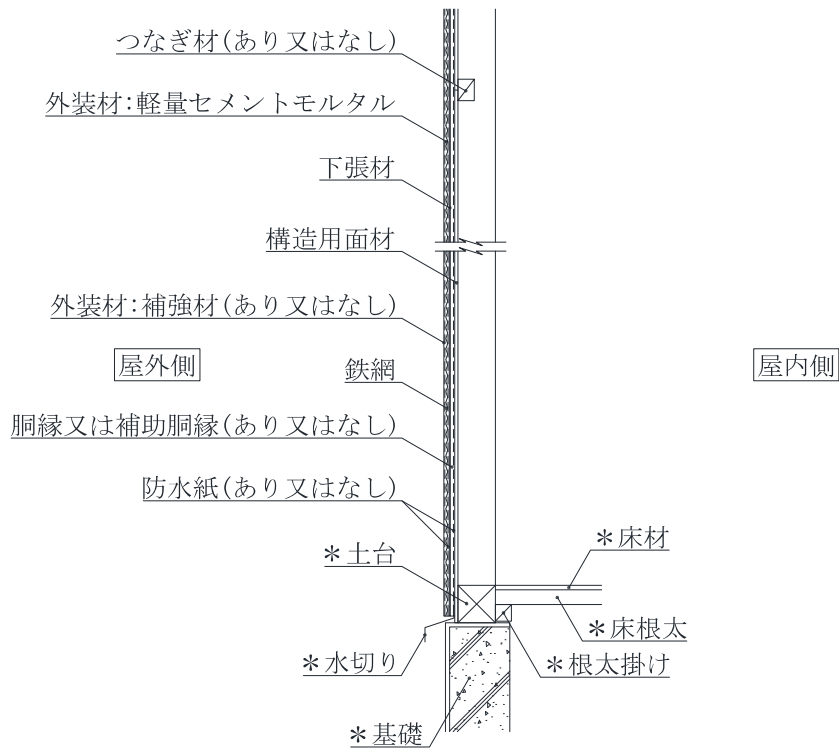 つなぎ材(あり又はなし)
外装材:軽量セメントモルタル
下張材
構造用面材
外装材:補強材(あり又はなし)
屋外側
屋内側
鉄網
胴縁又は補助胴縁(あり又はなし)
防水紙(あり又はなし)
*床材
*土台
*床根太
*水切り
*根太掛け
*基礎